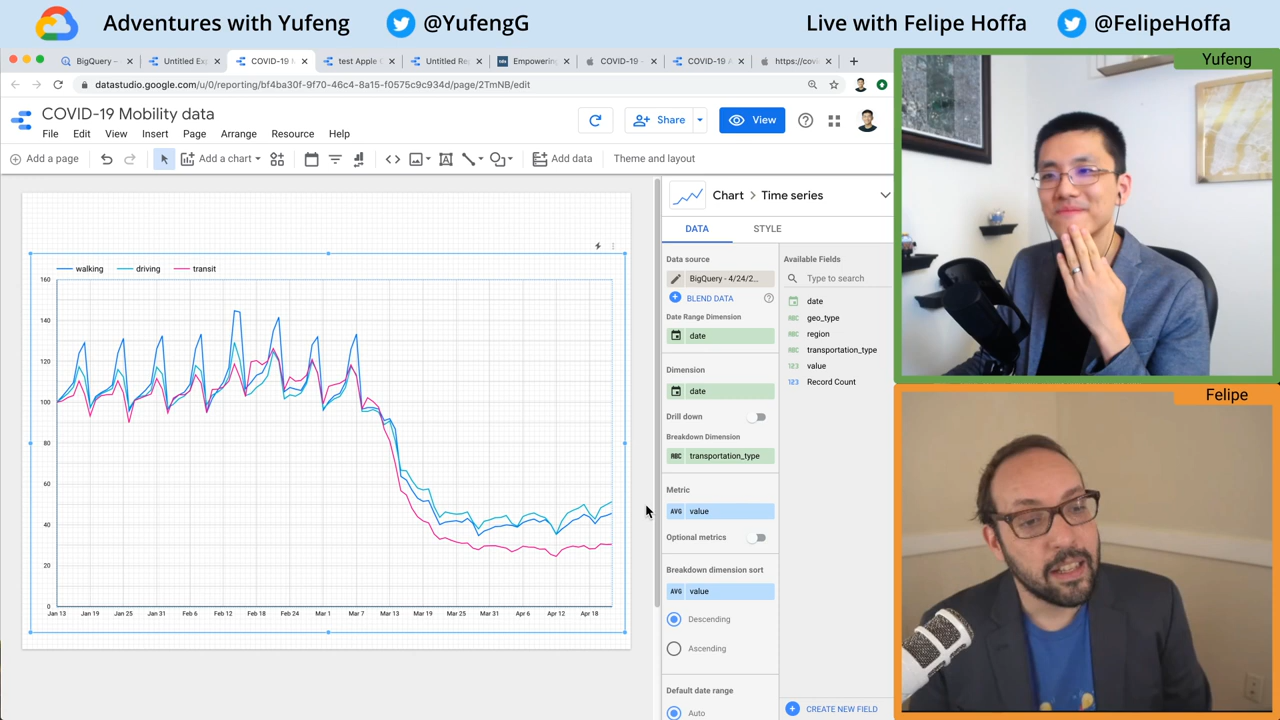 Adventures with Yufeng
@YufengG
Live with Felipe Hoffa
@FelipeHoffa
BigQuery –
Untitled Ex
COVID-19 M
test Apple
Untitled Re
Empowering
COVID-19 -
COVID A
https://covi
datastudio.google.com/u/0/reporting/bf4ba30f-9f70-46c4-8a15-f0575c9c934d/page/2TmNB/edit
Yufeng
COVID-19 Mobility data
File Edit View Insert Page Arrange Resource Help
Share
View
Add a page
Add a chart
Add data
Theme and layout
Chart > Time series
DATA
STYLE
walking
driving
transit
160
140
120
100
80
60
40
20
0
Jan 13 Jan 19 Jan 25 Jan 31 Feb 6 Feb 12 Feb 18 Feb 24 Mar 1 Mar 7 Mar 13 Mar 19 Mar 25 Mar 31 Apr 6 Apr 12 Apr 18
Data source
BigQuery - 4/24/2...
BLEND DATA
Date Range Dimension
date
Dimension
date
Drill down
Breakdown Dimension
ABC transportation_type
Metric
AVG value
Optional metrics
Breakdown dimension sort
AVG value
Descending
Ascending
Default date range
Auto
Available Fields
Type to search
date
ABC geo_type
ABC region
ABC transportation_type
123 value
123 Record Count
CREATE NEW FIELD
Felipe